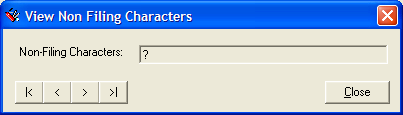 View Non Filing Characters
Non-Filing Characters: ?
|< < > >| Close